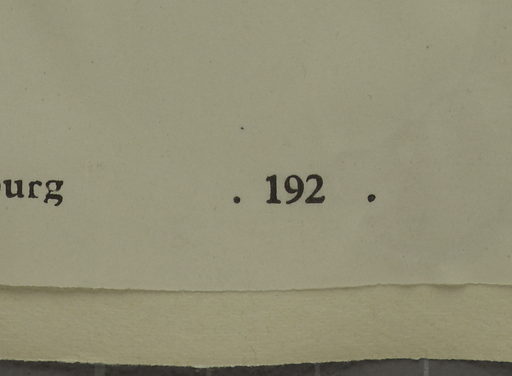 urg . 192 .